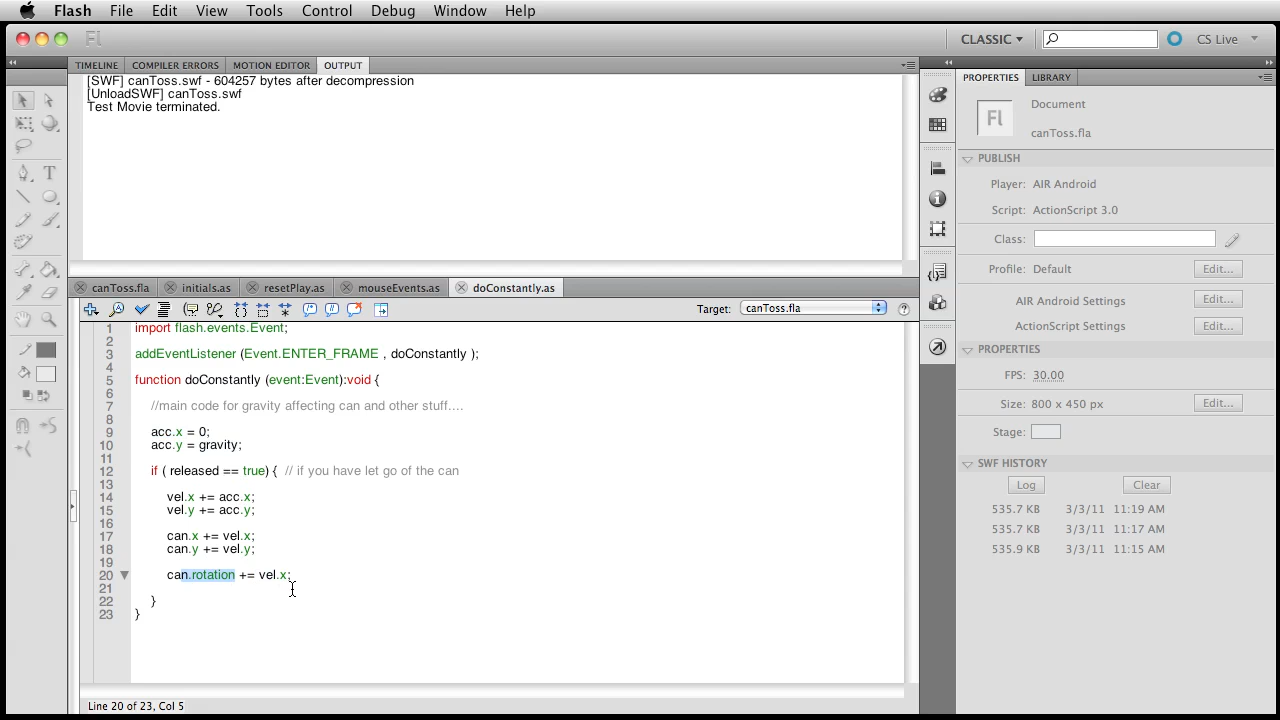 Flash File Edit View Tools Control Debug Window Help
Fl CLASSIC CS Live
TIMELINE COMPILER ERRORS MOTION EDITOR OUTPUT
[SWF] canToss.swf - 604257 bytes after decompression
[UnloadSWF] canToss.swf
Test Movie terminated.
canToss.fla initials.as resetPlay.as mouseEvents.as doConstantly.as
Target: canToss.fla
1 import flash.events.Event;
2
3 addEventListener (Event.ENTER_FRAME , doConstantly );
4
5 function doConstantly (event:Event):void {
6
7 //main code for gravity affecting can and other stuff....
8
9 acc.x = 0;
10 acc.y = gravity;
11
12 if ( released == true) { // if you have let go of the can
13
14 vel.x += acc.x;
15 vel.y += acc.y;
16
17 can.x += vel.x;
18 can.y += vel.y;
19
20 can.rotation += vel.x;
21
22 }
23 }
Line 20 of 23, Col 5
PROPERTIES LIBRARY
Fl
Document
canToss.fla
PUBLISH
Player: AIR Android
Script: ActionScript 3.0
Class:
Profile: Default Edit...
AIR Android Settings Edit...
ActionScript Settings Edit...
PROPERTIES
FPS: 30.00
Size: 800 x 450 px Edit...
Stage:
SWF HISTORY
Log Clear
535.7 KB 3/3/11 11:19 AM
535.7 KB 3/3/11 11:17 AM
535.9 KB 3/3/11 11:15 AM